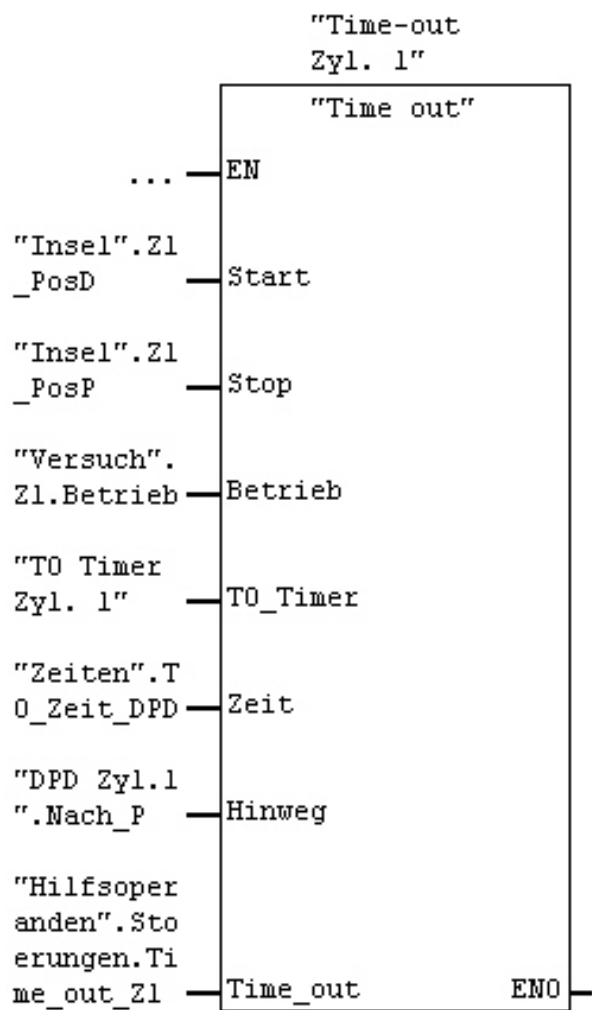 "Time-out
Zyl. 1"
"Time out"
... EN
"Insel".Z1
_PosD Start
"Insel".Z1
_PosP Stop
"Versuch".
Z1.Betrieb Betrieb
"TO Timer
Zyl. 1" TO_Timer
"Zeiten".T
O_Zeit_DPD Zeit
"DPD Zyl.1
".Nach_P Hinweg
"Hilfsoper
anden".Sto
erungen.Ti
me_out_Z1 Time_out ENO